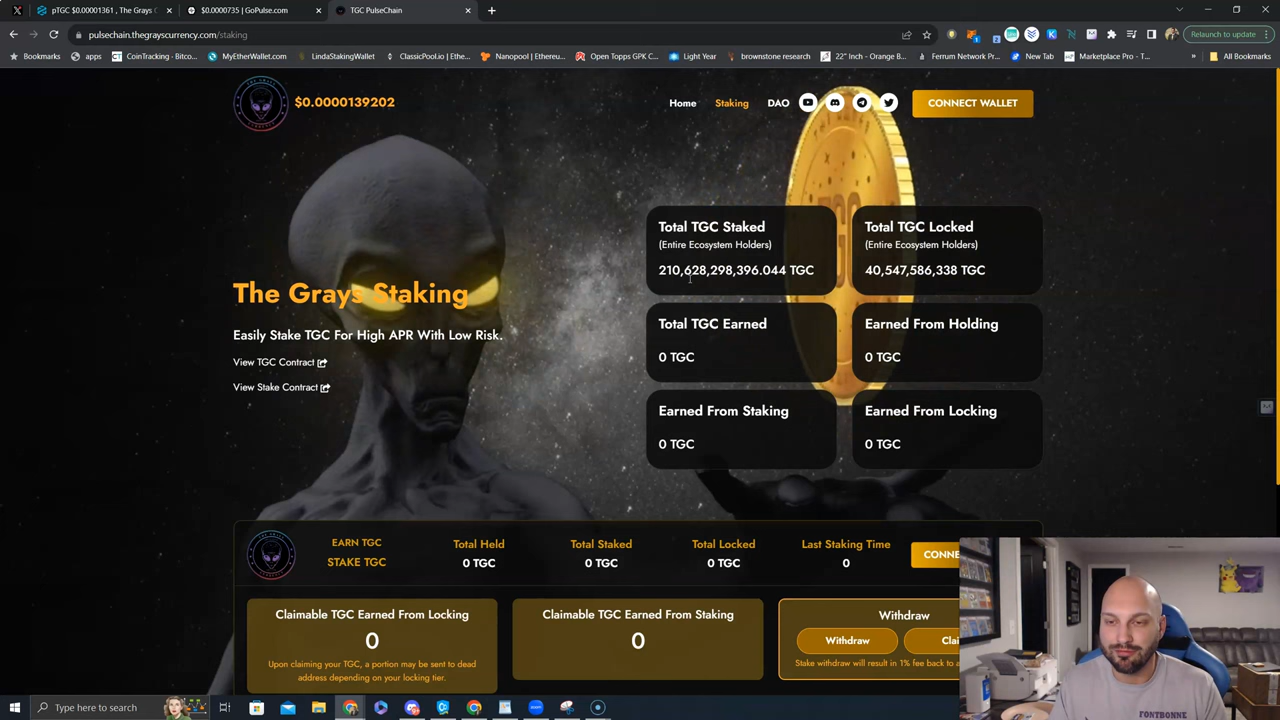 pTGC $0.00001361 , The Grays C
$0.0000735 | GoPulse.com
TGC PulseChain
pulsechain.thegrayscurrency.com/staking
Relaunch to update
Bookmarks
apps
CoinTracking - Bitco...
MyEtherWallet
LindaStakingWallet
ClassicPool.io | Ethe...
Nanopool | Ethereu...
Open Topps GPK C...
Light Year
brownstone research
22" Inch - Orange B...
Ferrum Network Pr...
New Tab
Marketplace Pro - T...
All Bookmarks
$0.0000139202
Home
Staking
DAO
CONNECT WALLET
The Grays Staking
Easily Stake TGC For High APR With Low Risk.
View TGC Contract
View Stake Contract
Total TGC Staked
(Entire Ecosystem Holders)
210,628,298,396.044 TGC
Total TGC Locked
(Entire Ecosystem Holders)
40,547,586,338 TGC
Total TGC Earned
0 TGC
Earned From Holding
0 TGC
Earned From Staking
0 TGC
Earned From Locking
0 TGC
EARN TGC
STAKE TGC
Total Held
0 TGC
Total Staked
0 TGC
Total Locked
0 TGC
Last Staking Time
0
CONNE
Claimable TGC Earned From Locking
0
Upon claiming your TGC, a portion may be sent to dead
address depending on your locking tier.
Claimable TGC Earned From Staking
0
Withdraw
Withdraw
Clai
Stake withdraw will result in 1% fee back to a
FONTBONNE
Type here to search